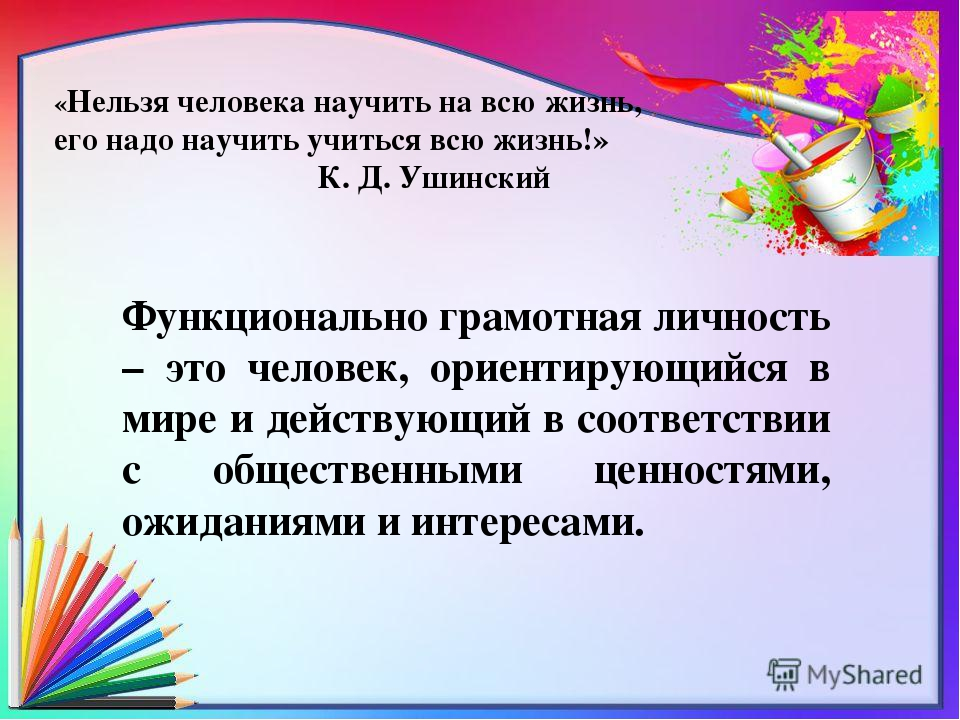 «Нельзя человека научить на всю жизнь,
его надо научить учиться всю жизнь!»
К. Д. Ушинский
Функционально грамотная личность
– это человек, ориентирующийся в
мире и действующий в соответствии
с общественными ценностями,
ожиданиями и интересами.
MyShared